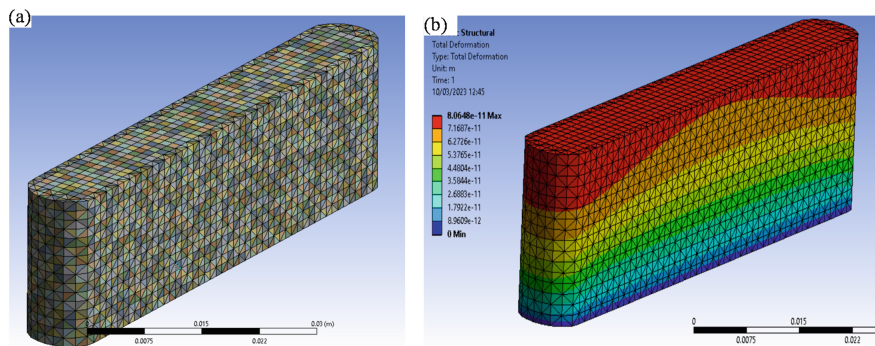 (a)
(b)
: Structural
Total Deformation
Type: Total Deformation
Unit: m
Time: 1
10/03/2023 12:45
8.0648e-11 Max
7.1687e-11
6.2726e-11
5.3765e-11
4.4804e-11
3.5844e-11
2.6883e-11
1.7922e-11
8.9609e-12
0 Min
0.015 0.03 (m)
0.0075 0.022
0 0.015
0.0075 0.022